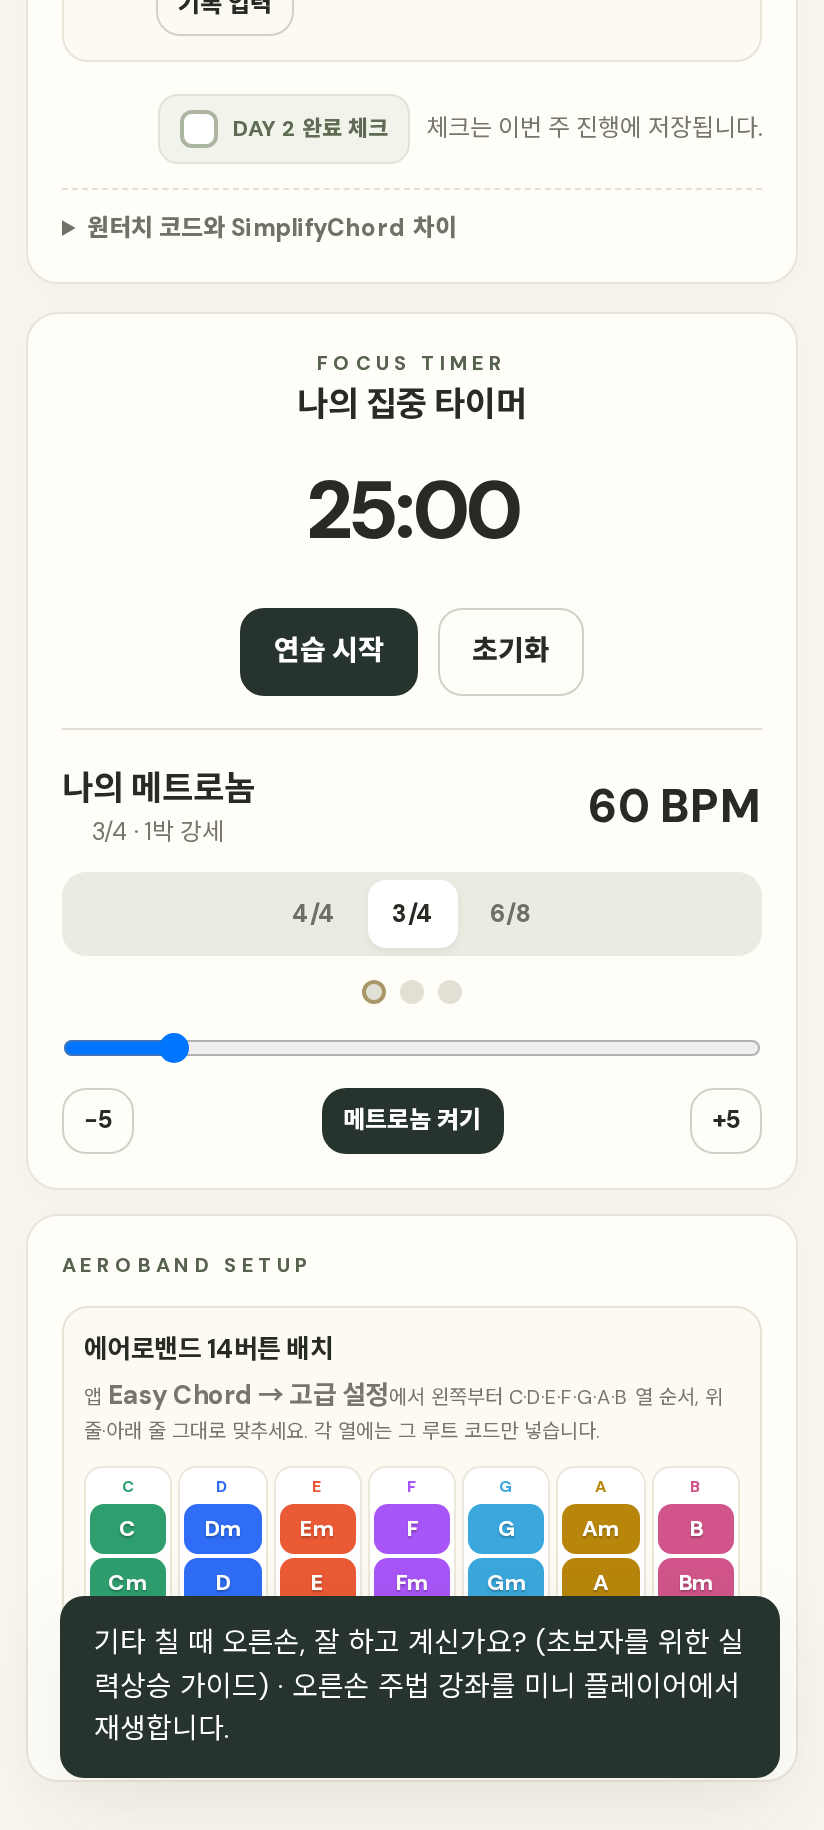 기록 입력
DAY 2 완료 체크
체크는 이번 주 진행에 저장됩니다.
▶ 원터치 코드와 SimplifyChord 차이
FOCUS TIMER
나의 집중 타이머
25:00
연습 시작
초기화
나의 메트로놈
60 BPM
3/4 · 1박 강세
4/4
3/4
6/8
−5
메트로놈 켜기
+5
AEROBAND SETUP
에어로밴드 14버튼 배치
앱 Easy Chord → 고급 설정에서 왼쪽부터 C·D·E·F·G·A·B 열 순서, 위
줄·아래 줄 그대로 맞추세요. 각 열에는 그 루트 코드만 넣습니다.
C D E F G A B
C Dm Em F G Am B
Cm D E Fm Gm A Bm
기타 칠 때 오른손, 잘 하고 계신가요? (초보자를 위한 실
력상승 가이드) · 오른손 주법 강좌를 미니 플레이어에서
재생합니다.